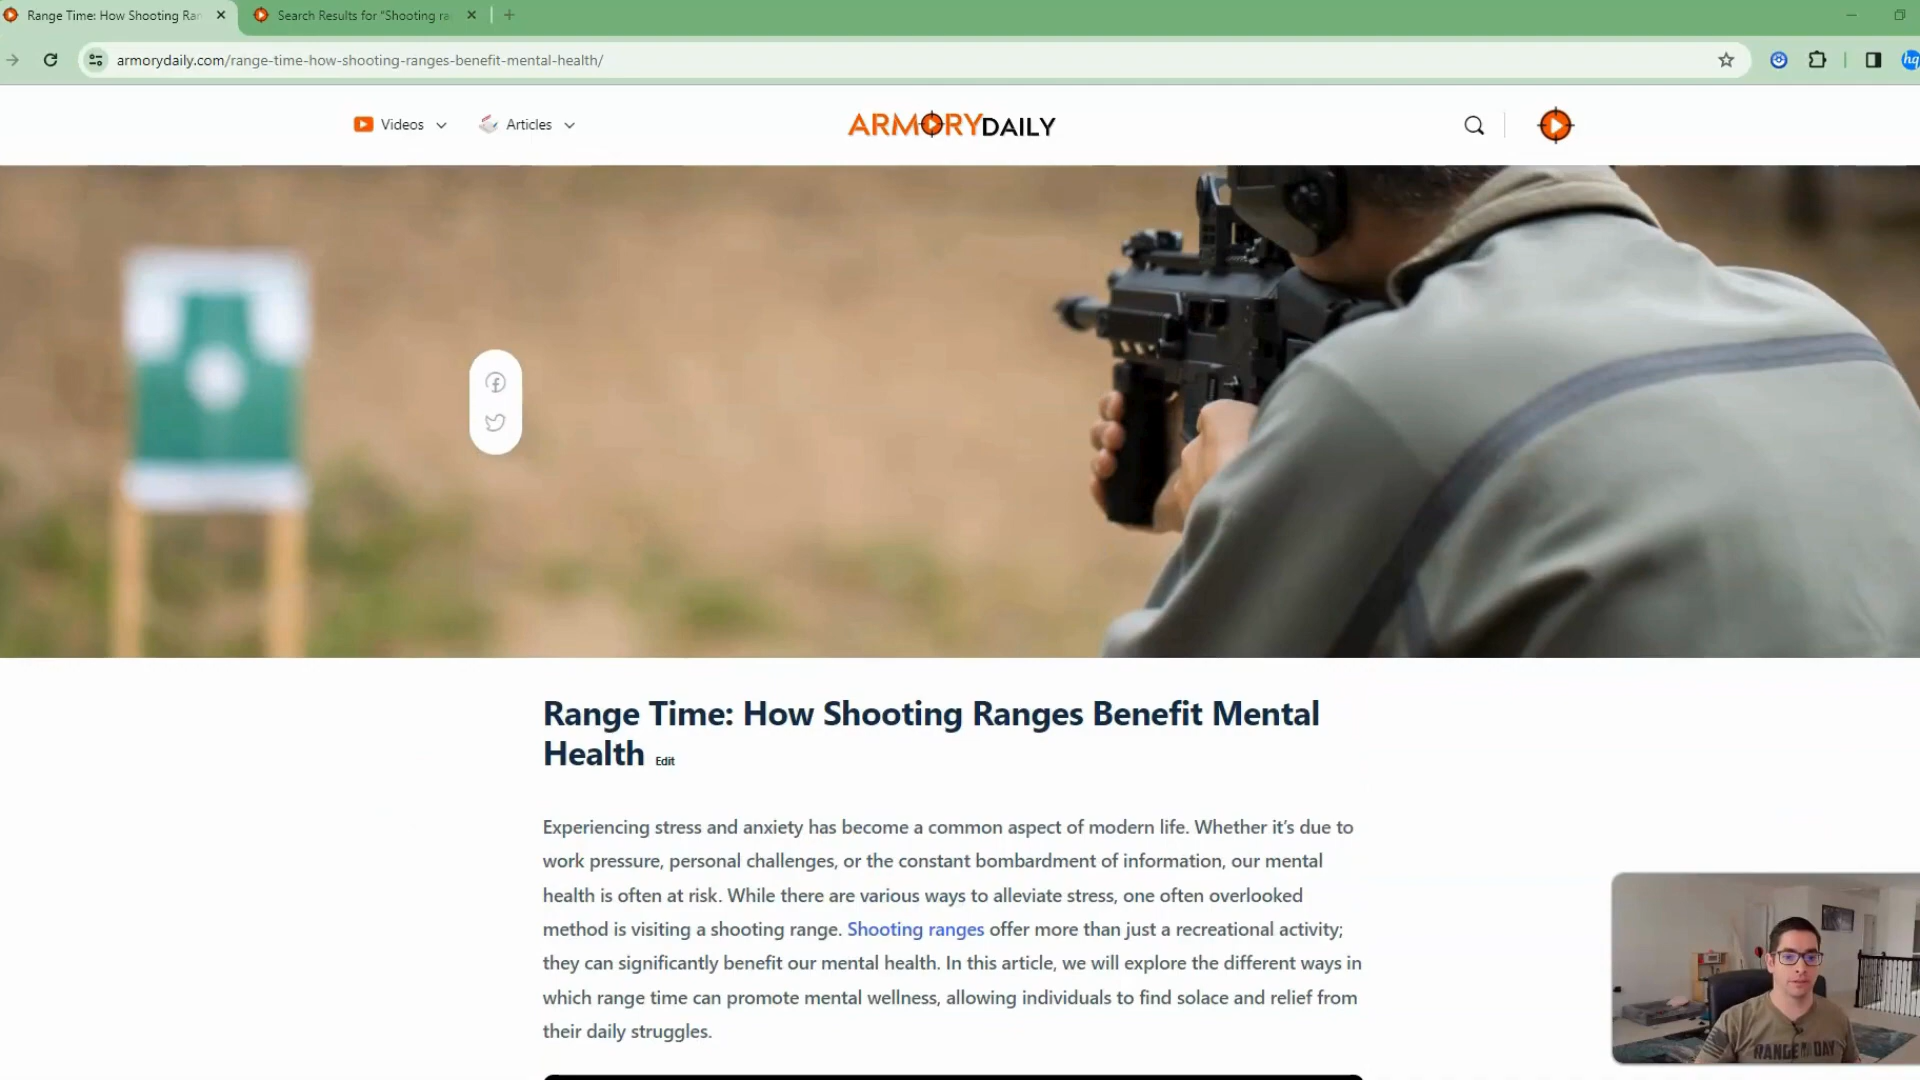 Range Time: How Shooting Ran
Search Results for "Shooting ra
armorydaily.com/range-time-how-shooting-ranges-benefit-mental-health/
hq
Videos
Articles
ARMORYDAILY
Range Time: How Shooting Ranges Benefit Mental
Health Edit
Experiencing stress and anxiety has become a common aspect of modern life. Whether it's due to
work pressure, personal challenges, or the constant bombardment of information, our mental
health is often at risk. While there are various ways to alleviate stress, one often overlooked
method is visiting a shooting range. Shooting ranges offer more than just a recreational activity;
they can significantly benefit our mental health. In this article, we will explore the different ways in
which range time can promote mental wellness, allowing individuals to find solace and relief from
their daily struggles.
RANGE DAY